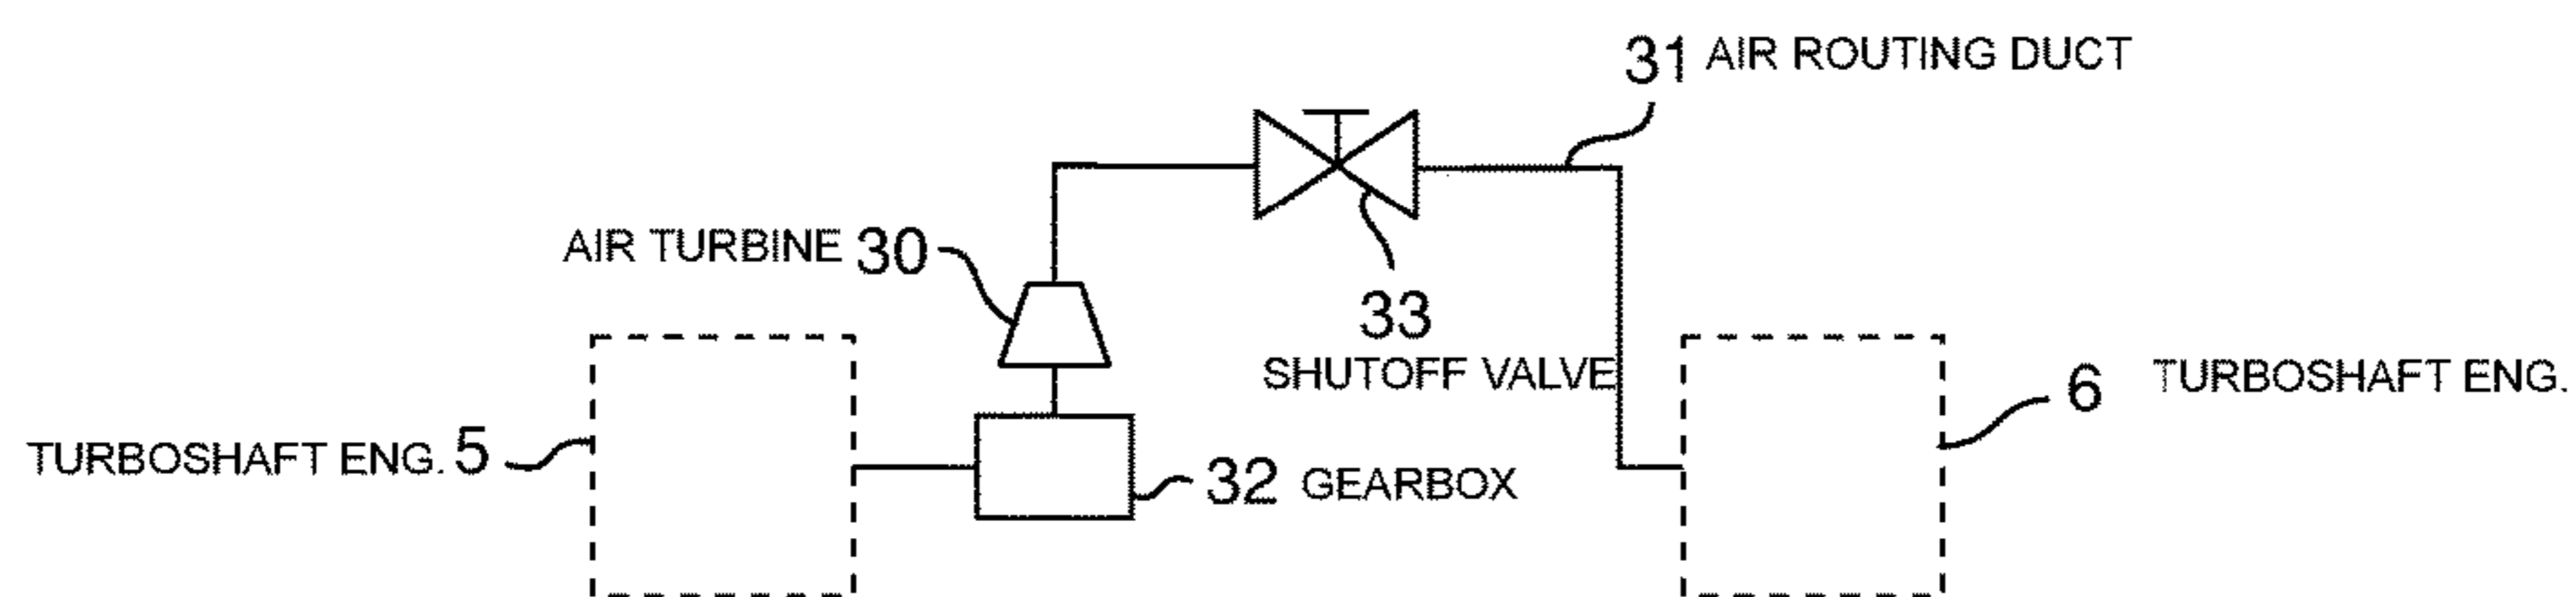 31 AIR ROUTING DUCT
AIR TURBINE 30
33
SHUTOFF VALVE
6 TURBOSHAFT ENG.
TURBOSHAFT ENG. 5
32 GEARBOX